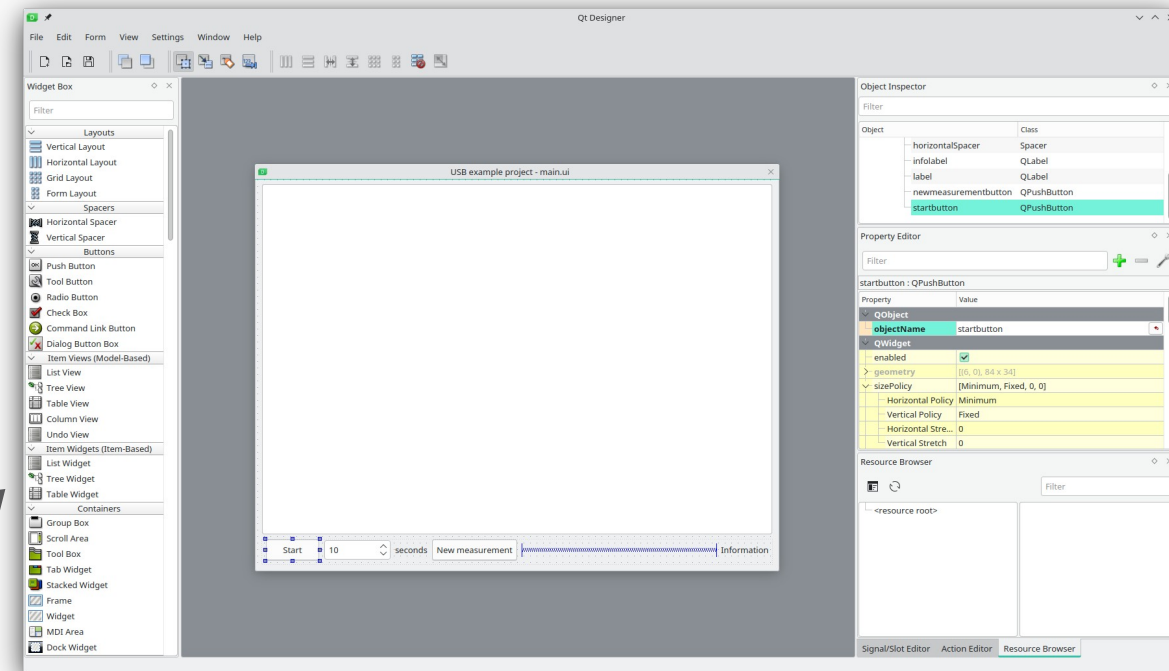 Qt Designer
File Edit Form View Settings Window Help
Widget Box
Filter
Layouts
Vertical Layout
Horizontal Layout
Grid Layout
Form Layout
Spacers
Horizontal Spacer
Vertical Spacer
Buttons
Push Button
Tool Button
Radio Button
Check Box
Command Link Button
Dialog Button Box
Item Views (Model-Based)
List View
Tree View
Table View
Column View
Undo View
Item Widgets (Item-Based)
List Widget
Tree Widget
Table Widget
Containers
Group Box
Scroll Area
Tool Box
Tab Widget
Stacked Widget
Frame
Widget
MDI Area
Dock Widget
USB example project - main.ui
Start 10 seconds New measurement Information
Object Inspector
Filter
Object Class
horizontalSpacer Spacer
infolabel QLabel
label QLabel
newmeasurementbutton QPushButton
startbutton QPushButton
Property Editor
Filter
startbutton : QPushButton
Property Value
QObject
objectName startbutton
QWidget
enabled
geometry [(6, 0), 84 x 34]
sizePolicy [Minimum, Fixed, 0, 0]
Horizontal Policy Minimum
Vertical Policy Fixed
Horizontal Stre... 0
Vertical Stretch 0
Resource Browser
Filter
<resource root>
Signal/Slot Editor Action Editor Resource Browser